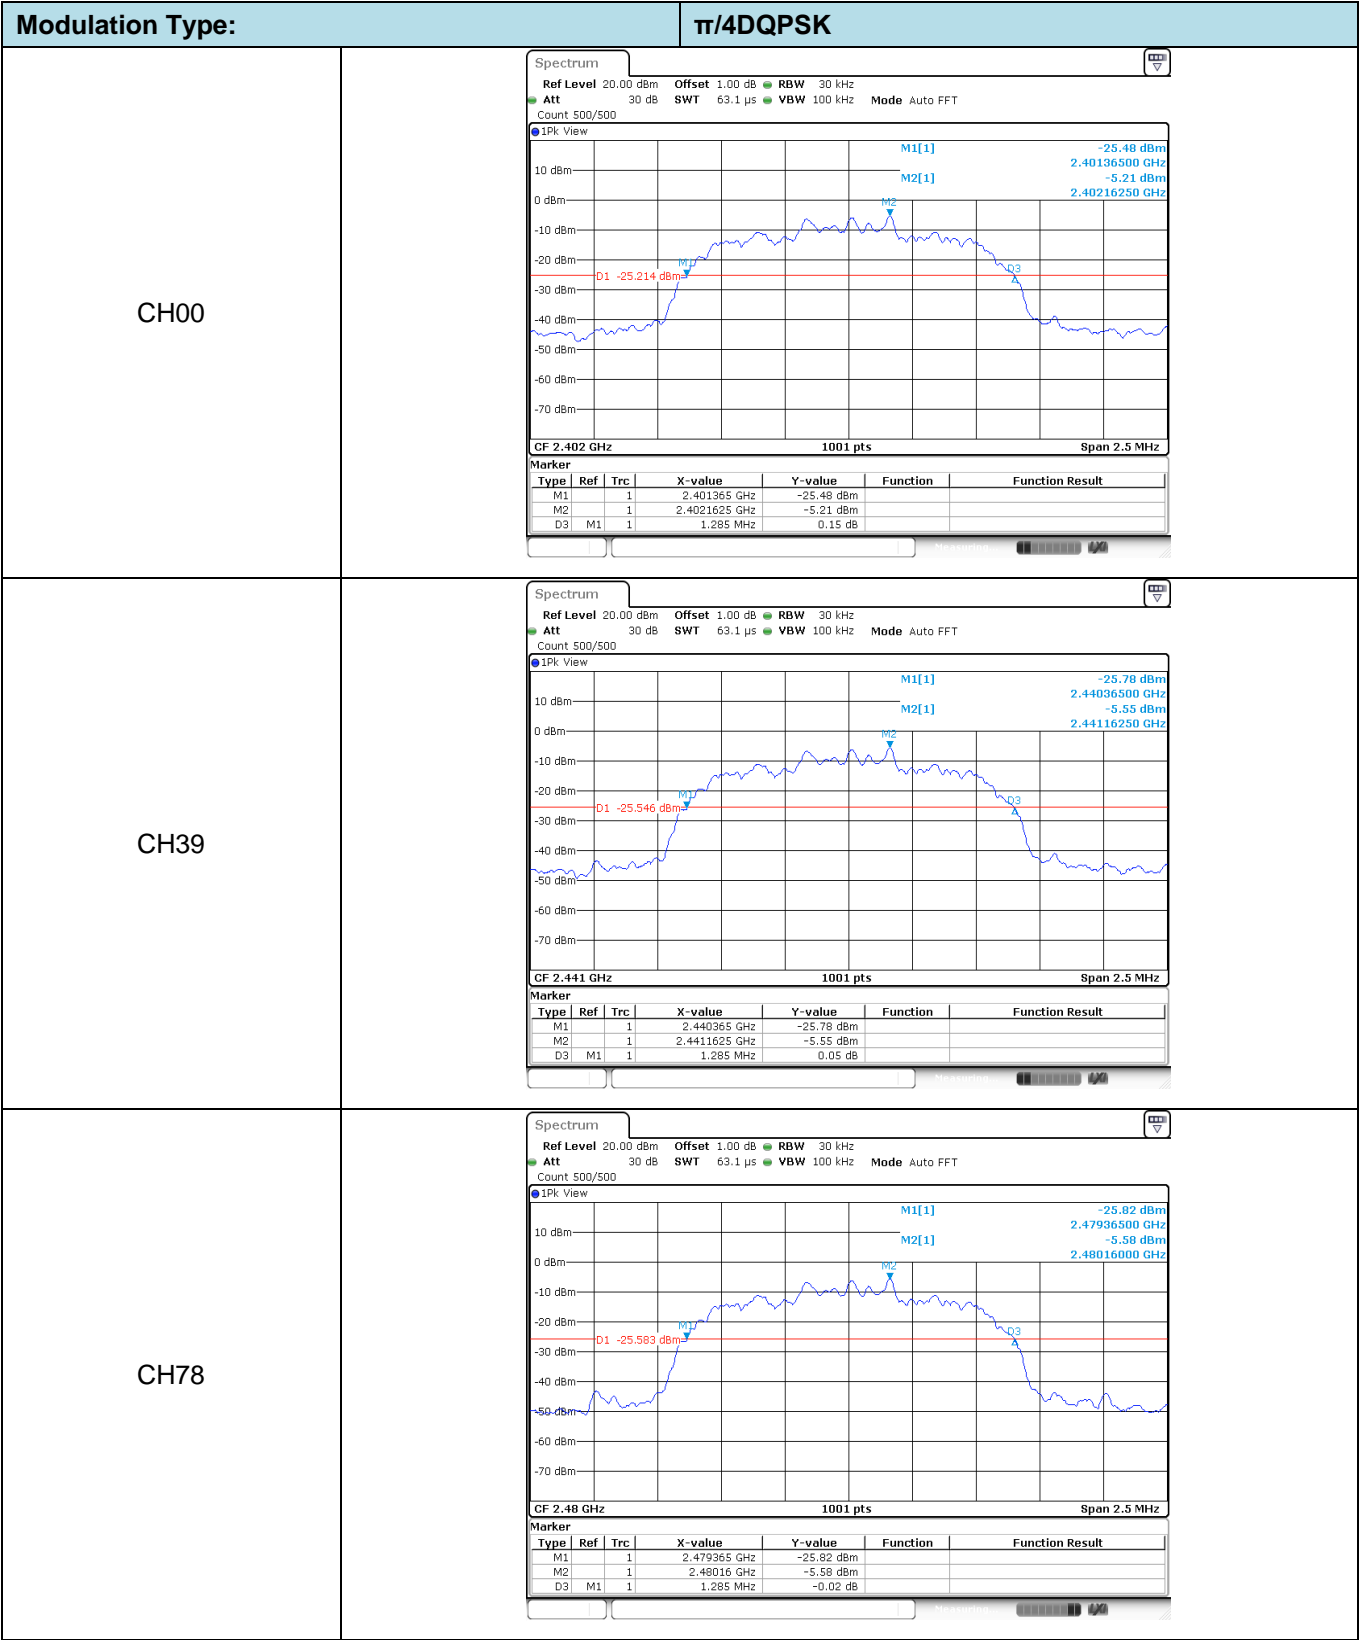 Modulation Type: π/4DQPSK
CH00
Spectrum
Ref Level 20.00 dBm Offset 1.00 dB RBW 30 kHz
Att 30 dB SWT 63.1 µs VBW 100 kHz Mode Auto FFT
Count 500/500
1Pk View
M1[1] -25.48 dBm
2.40136500 GHz
10 dBm
M2[1] -5.21 dBm
2.40216250 GHz
0 dBm
M2
-10 dBm
-20 dBm
M1
D3
D1 -25.214 dBm
-30 dBm
-40 dBm
-50 dBm
-60 dBm
-70 dBm
CF 2.402 GHz 1001 pts Span 2.5 MHz
Marker
Type Ref Trc X-value Y-value Function Function Result
M1 1 2.401365 GHz -25.48 dBm
M2 1 2.4021625 GHz -5.21 dBm
D3 M1 1 1.285 MHz 0.15 dB
Measuring
CH39
Spectrum
Ref Level 20.00 dBm Offset 1.00 dB RBW 30 kHz
Att 30 dB SWT 63.1 µs VBW 100 kHz Mode Auto FFT
Count 500/500
1Pk View
M1[1] -25.78 dBm
2.44036500 GHz
10 dBm
M2[1] -5.55 dBm
2.44116250 GHz
0 dBm
M2
-10 dBm
-20 dBm
M1
D3
D1 -25.546 dBm
-30 dBm
-40 dBm
-50 dBm
-60 dBm
-70 dBm
CF 2.441 GHz 1001 pts Span 2.5 MHz
Marker
Type Ref Trc X-value Y-value Function Function Result
M1 1 2.440365 GHz -25.78 dBm
M2 1 2.4411625 GHz -5.55 dBm
D3 M1 1 1.285 MHz 0.05 dB
Measuring
CH78
Spectrum
Ref Level 20.00 dBm Offset 1.00 dB RBW 30 kHz
Att 30 dB SWT 63.1 µs VBW 100 kHz Mode Auto FFT
Count 500/500
1Pk View
M1[1] -25.82 dBm
2.47936500 GHz
10 dBm
M2[1] -5.58 dBm
2.48016000 GHz
0 dBm
M2
-10 dBm
-20 dBm
M1
D3
D1 -25.583 dBm
-30 dBm
-40 dBm
-50 dBm
-60 dBm
-70 dBm
CF 2.48 GHz 1001 pts Span 2.5 MHz
Marker
Type Ref Trc X-value Y-value Function Function Result
M1 1 2.479365 GHz -25.82 dBm
M2 1 2.48016 GHz -5.58 dBm
D3 M1 1 1.285 MHz -0.02 dB
Measuring